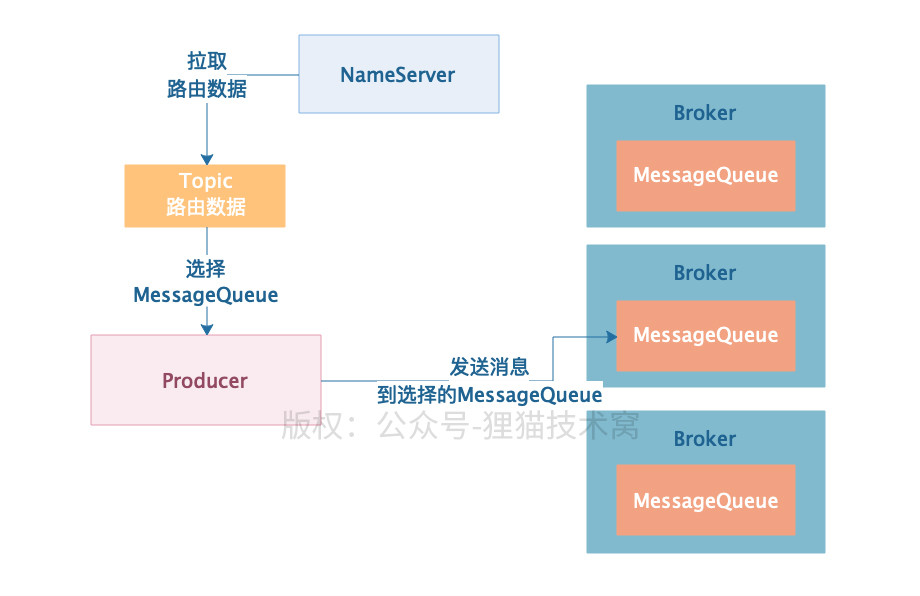 拉取
路由数据
NameServer
Topic
路由数据
选择
MessageQueue
Producer
发送消息
到选择的MessageQueue
Broker
MessageQueue
Broker
MessageQueue
Broker
MessageQueue
版权：公众号-狸猫技术窝